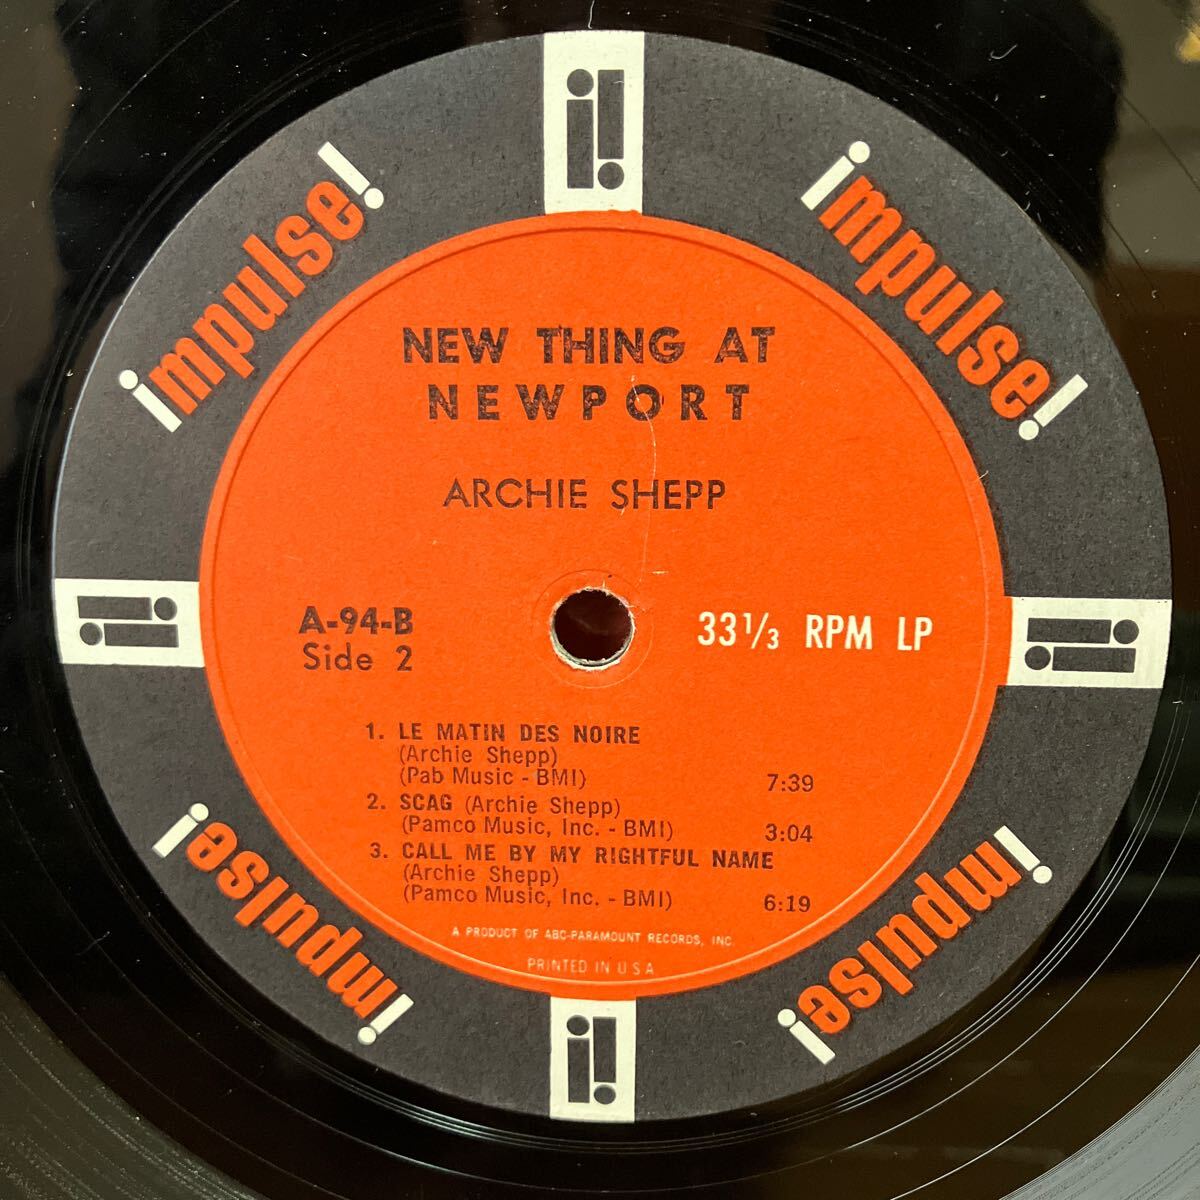 impulse!
impulse!
NEW THING AT
NEWPORT
ARCHIE SHEPP
A-94-B
Side 2
33 1/3 RPM LP
1. LE MATIN DES NOIRE
(Archie Shepp)
(Pab Music - BMI) 7:39
2. SCAG (Archie Shepp)
(Pamco Music, Inc. - BMI) 3:04
3. CALL ME BY MY RIGHTFUL NAME
(Archie Shepp)
(Pamco Music, Inc. - BMI) 6:19
A PRODUCT OF ABC-PARAMOUNT RECORDS, INC.
PRINTED IN U S A
impulse!
impulse!